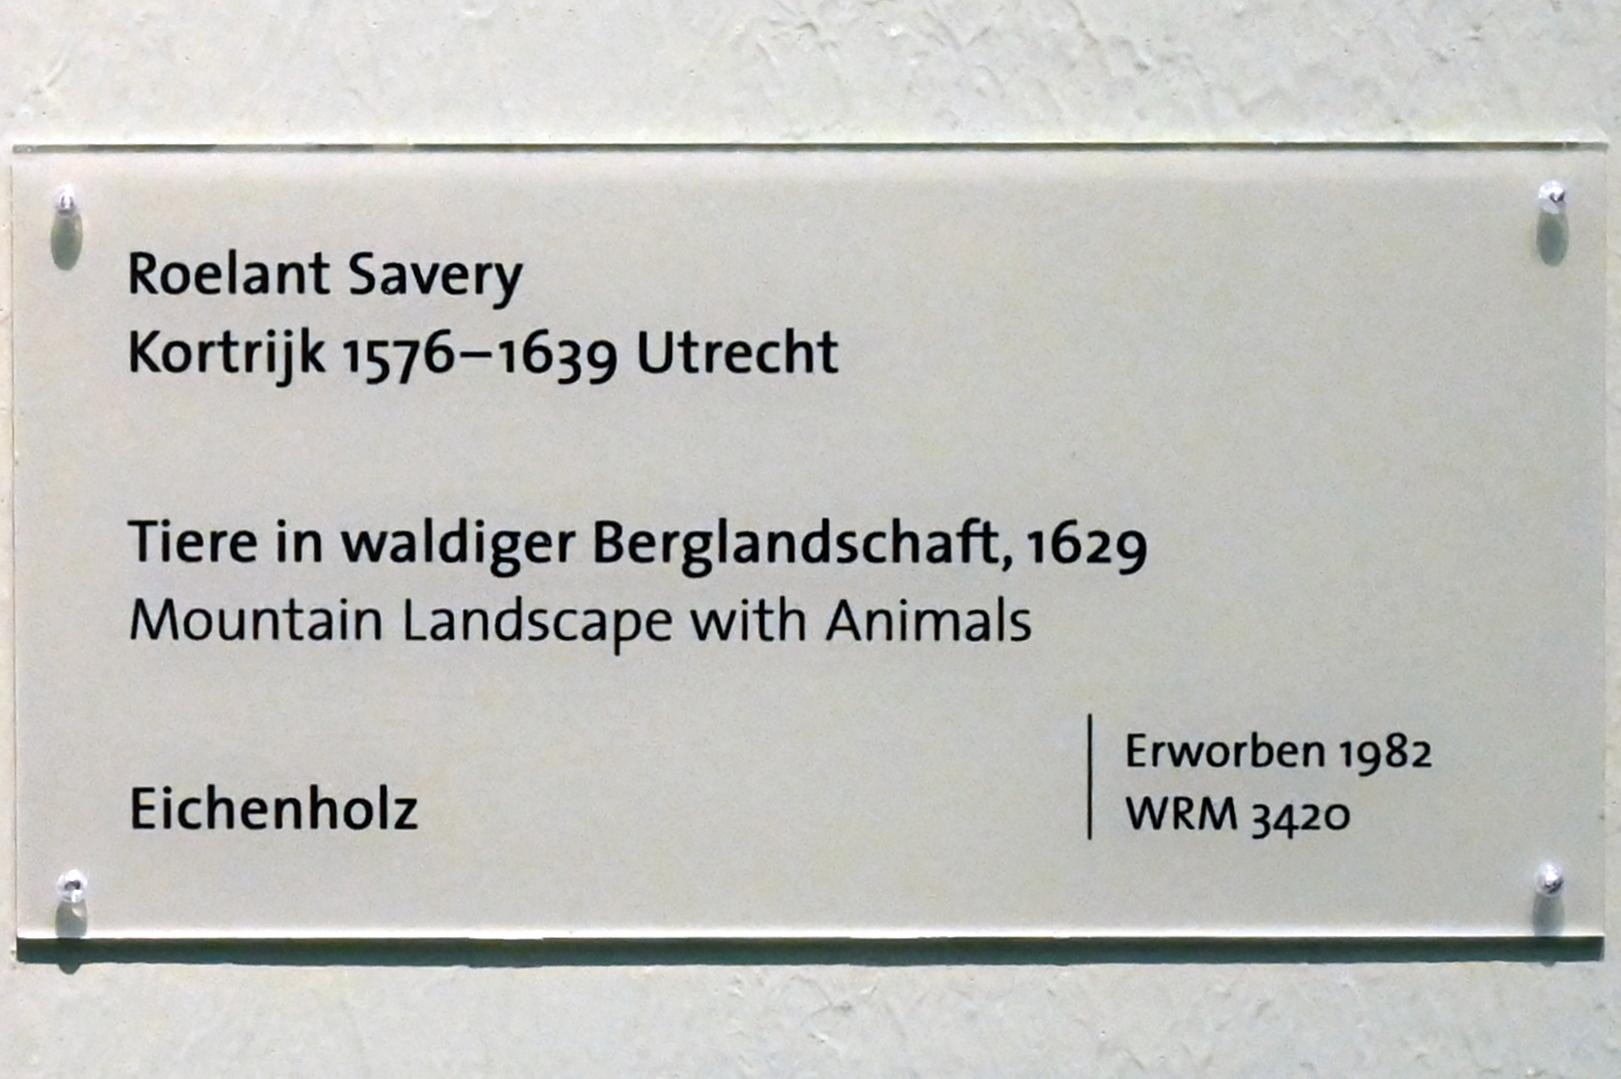 Roelant Savery
Kortrijk 1576–1639 Utrecht
Tiere in waldiger Berglandschaft, 1629
Mountain Landscape with Animals
Eichenholz
Erworben 1982
WRM 3420